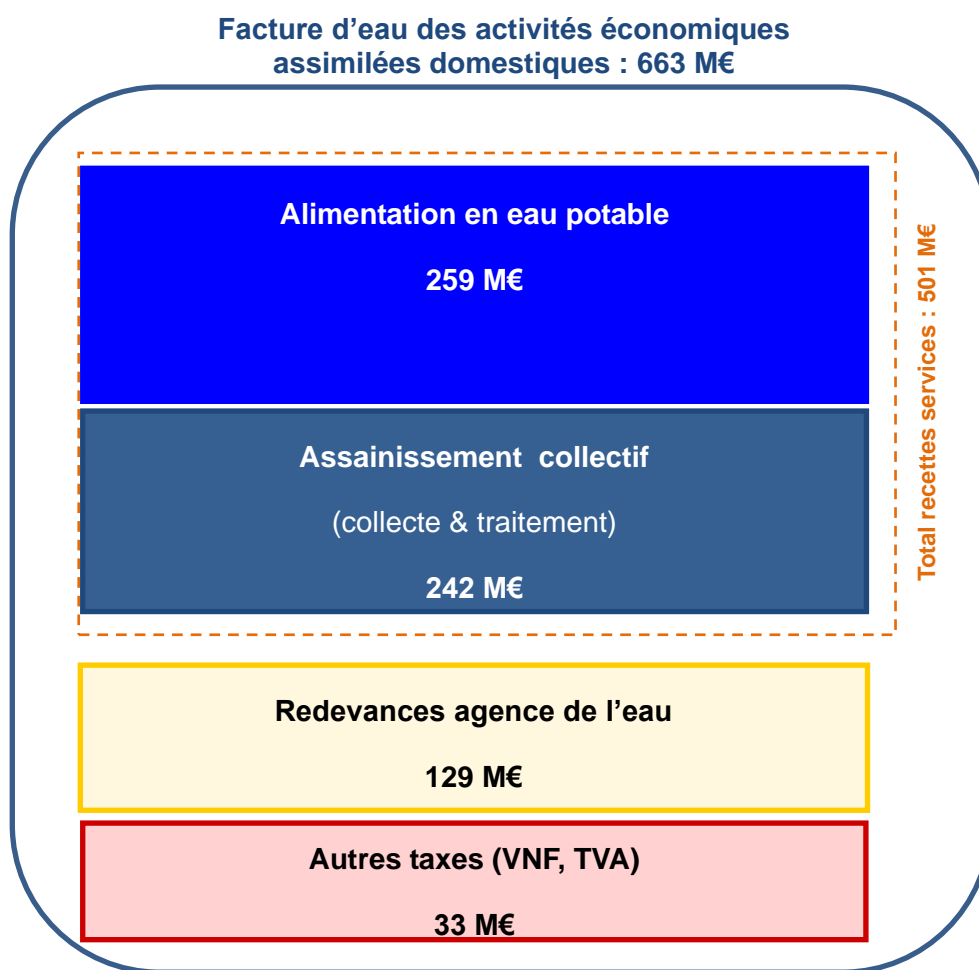 Facture d’eau des activités économiques
assimilées domestiques : 663 M€
Alimentation en eau potable
259 M€
Assainissement  collectif
(collecte & traitement)
242 M€
Total recettes services : 501 M€
Redevances agence de l’eau
129 M€
Autres taxes (VNF, TVA)
33 M€